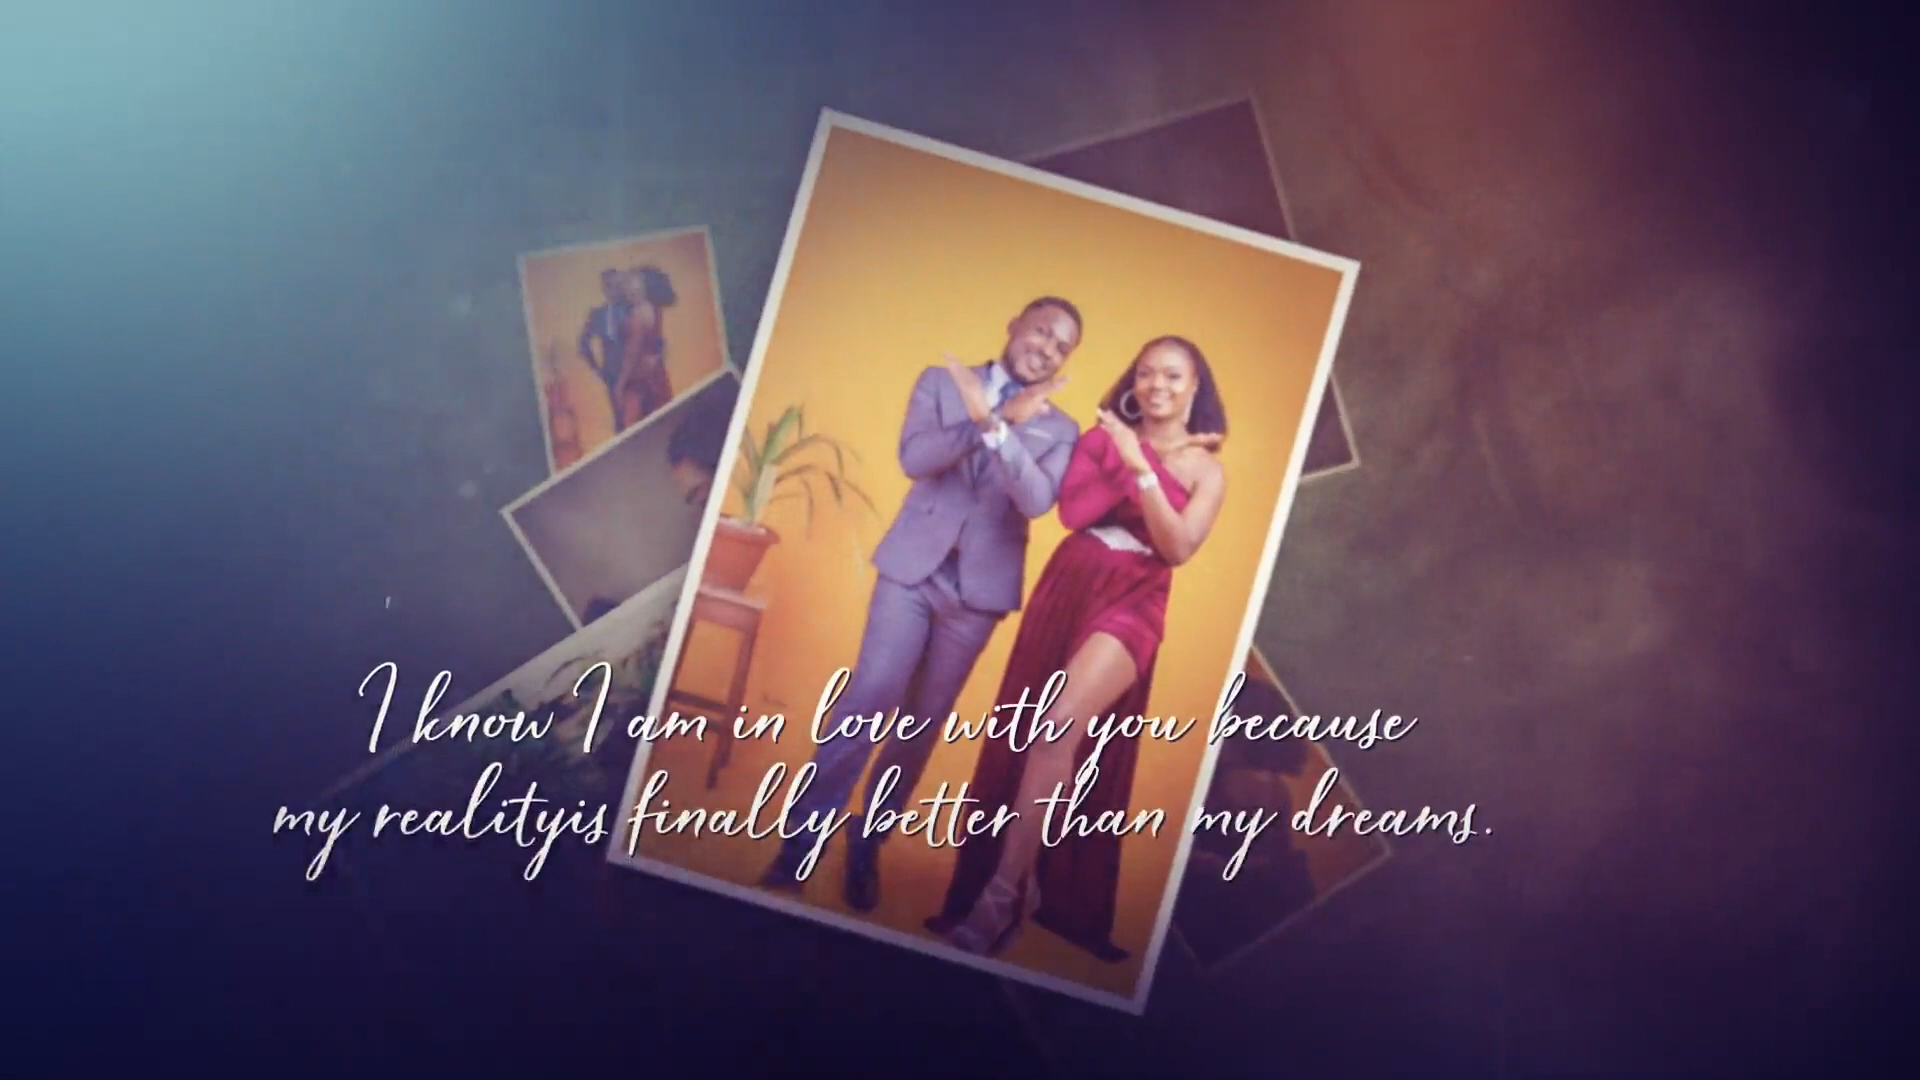 I know I am in love with you because
my realityis finally better than my dreams.